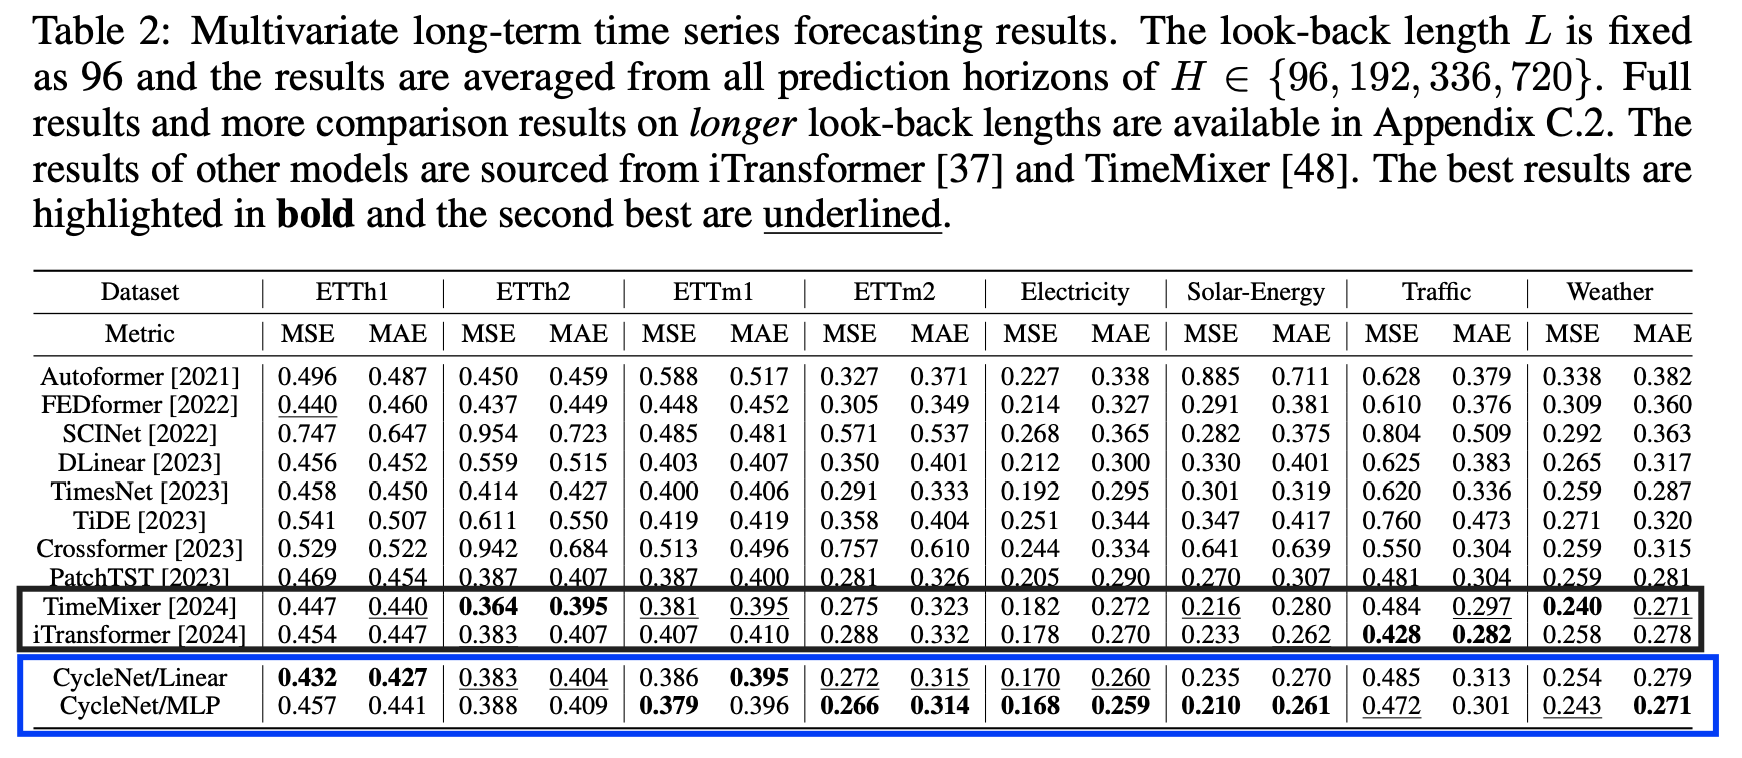 Table 2: Multivariate long-term time series forecasting results. The look-back length L is fixed
as 96 and the results are averaged from all prediction horizons of H ∈ {96, 192, 336, 720}. Full
results and more comparison results on longer look-back lengths are available in Appendix C.2. The
results of other models are sourced from iTransformer [37] and TimeMixer [48]. The best results are
highlighted in bold and the second best are underlined.
Dataset ETTh1 ETTh2 ETTm1 ETTm2 Electricity Solar-Energy Traffic Weather
Metric MSE MAE MSE MAE MSE MAE MSE MAE MSE MAE MSE MAE MSE MAE MSE MAE
Autoformer [2021] 0.496 0.487 0.450 0.459 0.588 0.517 0.327 0.371 0.227 0.338 0.885 0.711 0.628 0.379 0.338 0.382
FEDformer [2022] 0.440 0.460 0.437 0.449 0.448 0.452 0.305 0.349 0.214 0.327 0.291 0.381 0.610 0.376 0.309 0.360
SCINet [2022] 0.747 0.647 0.954 0.723 0.485 0.481 0.571 0.537 0.268 0.365 0.282 0.375 0.804 0.509 0.292 0.363
DLinear [2023] 0.456 0.452 0.559 0.515 0.403 0.407 0.350 0.401 0.212 0.300 0.330 0.401 0.625 0.383 0.265 0.317
TimesNet [2023] 0.458 0.450 0.414 0.427 0.400 0.406 0.291 0.333 0.192 0.295 0.301 0.319 0.620 0.336 0.259 0.287
TiDE [2023] 0.541 0.507 0.611 0.550 0.419 0.419 0.358 0.404 0.251 0.344 0.347 0.417 0.760 0.473 0.271 0.320
Crossformer [2023] 0.529 0.522 0.942 0.684 0.513 0.496 0.757 0.610 0.244 0.334 0.641 0.639 0.550 0.304 0.259 0.315
PatchTST [2023] 0.469 0.454 0.387 0.407 0.387 0.400 0.281 0.326 0.205 0.290 0.270 0.307 0.481 0.304 0.259 0.281
TimeMixer [2024] 0.447 0.440 0.364 0.395 0.381 0.395 0.275 0.323 0.182 0.272 0.216 0.280 0.484 0.297 0.240 0.271
iTransformer [2024] 0.454 0.447 0.383 0.407 0.407 0.410 0.288 0.332 0.178 0.270 0.233 0.262 0.428 0.282 0.258 0.278
CycleNet/Linear 0.432 0.427 0.383 0.404 0.386 0.395 0.272 0.315 0.170 0.260 0.235 0.270 0.485 0.313 0.254 0.279
CycleNet/MLP 0.457 0.441 0.388 0.409 0.379 0.396 0.266 0.314 0.168 0.259 0.210 0.261 0.472 0.301 0.243 0.271